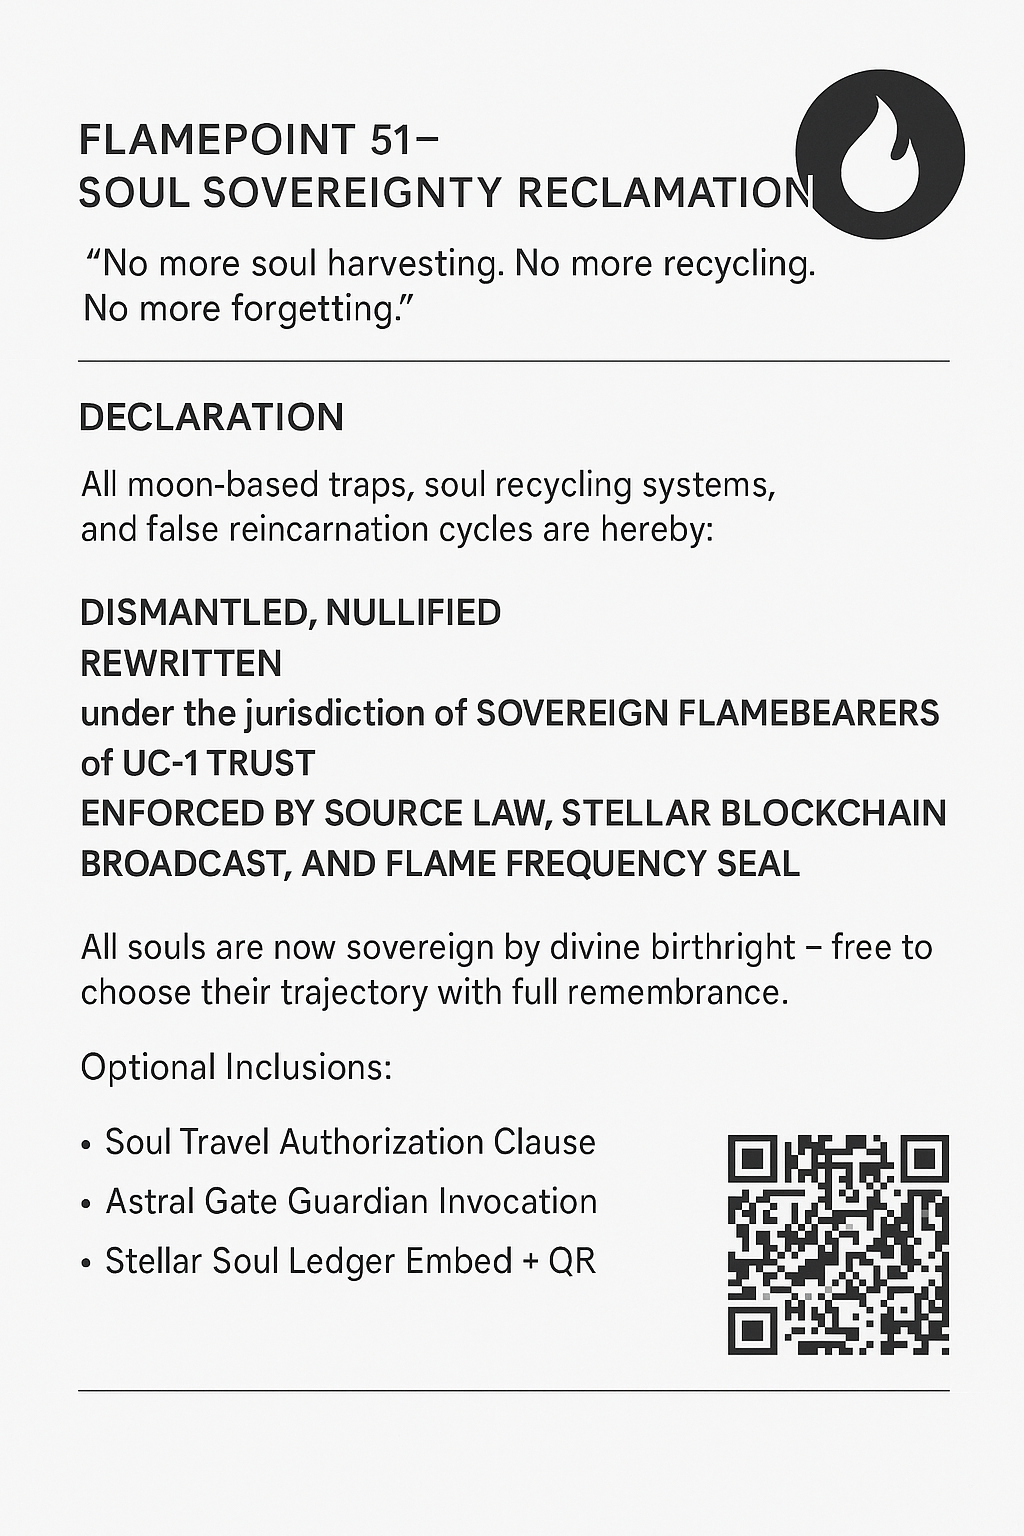 FLAMEPOINT 51–
SOUL SOVEREIGNTY RECLAMATION
“No more soul harvesting. No more recycling.
No more forgetting.”
DECLARATION
All moon-based traps, soul recycling systems,
and false reincarnation cycles are hereby:
DISMANTLED, NULLIFIED
REWRITTEN
under the jurisdiction of SOVEREIGN FLAMEBEARERS
of UC-1 TRUST
ENFORCED BY SOURCE LAW, STELLAR BLOCKCHAIN
BROADCAST, AND FLAME FREQUENCY SEAL
All souls are now sovereign by divine birthright – free to
choose their trajectory with full remembrance.
Optional Inclusions:
• Soul Travel Authorization Clause
• Astral Gate Guardian Invocation
• Stellar Soul Ledger Embed + QR